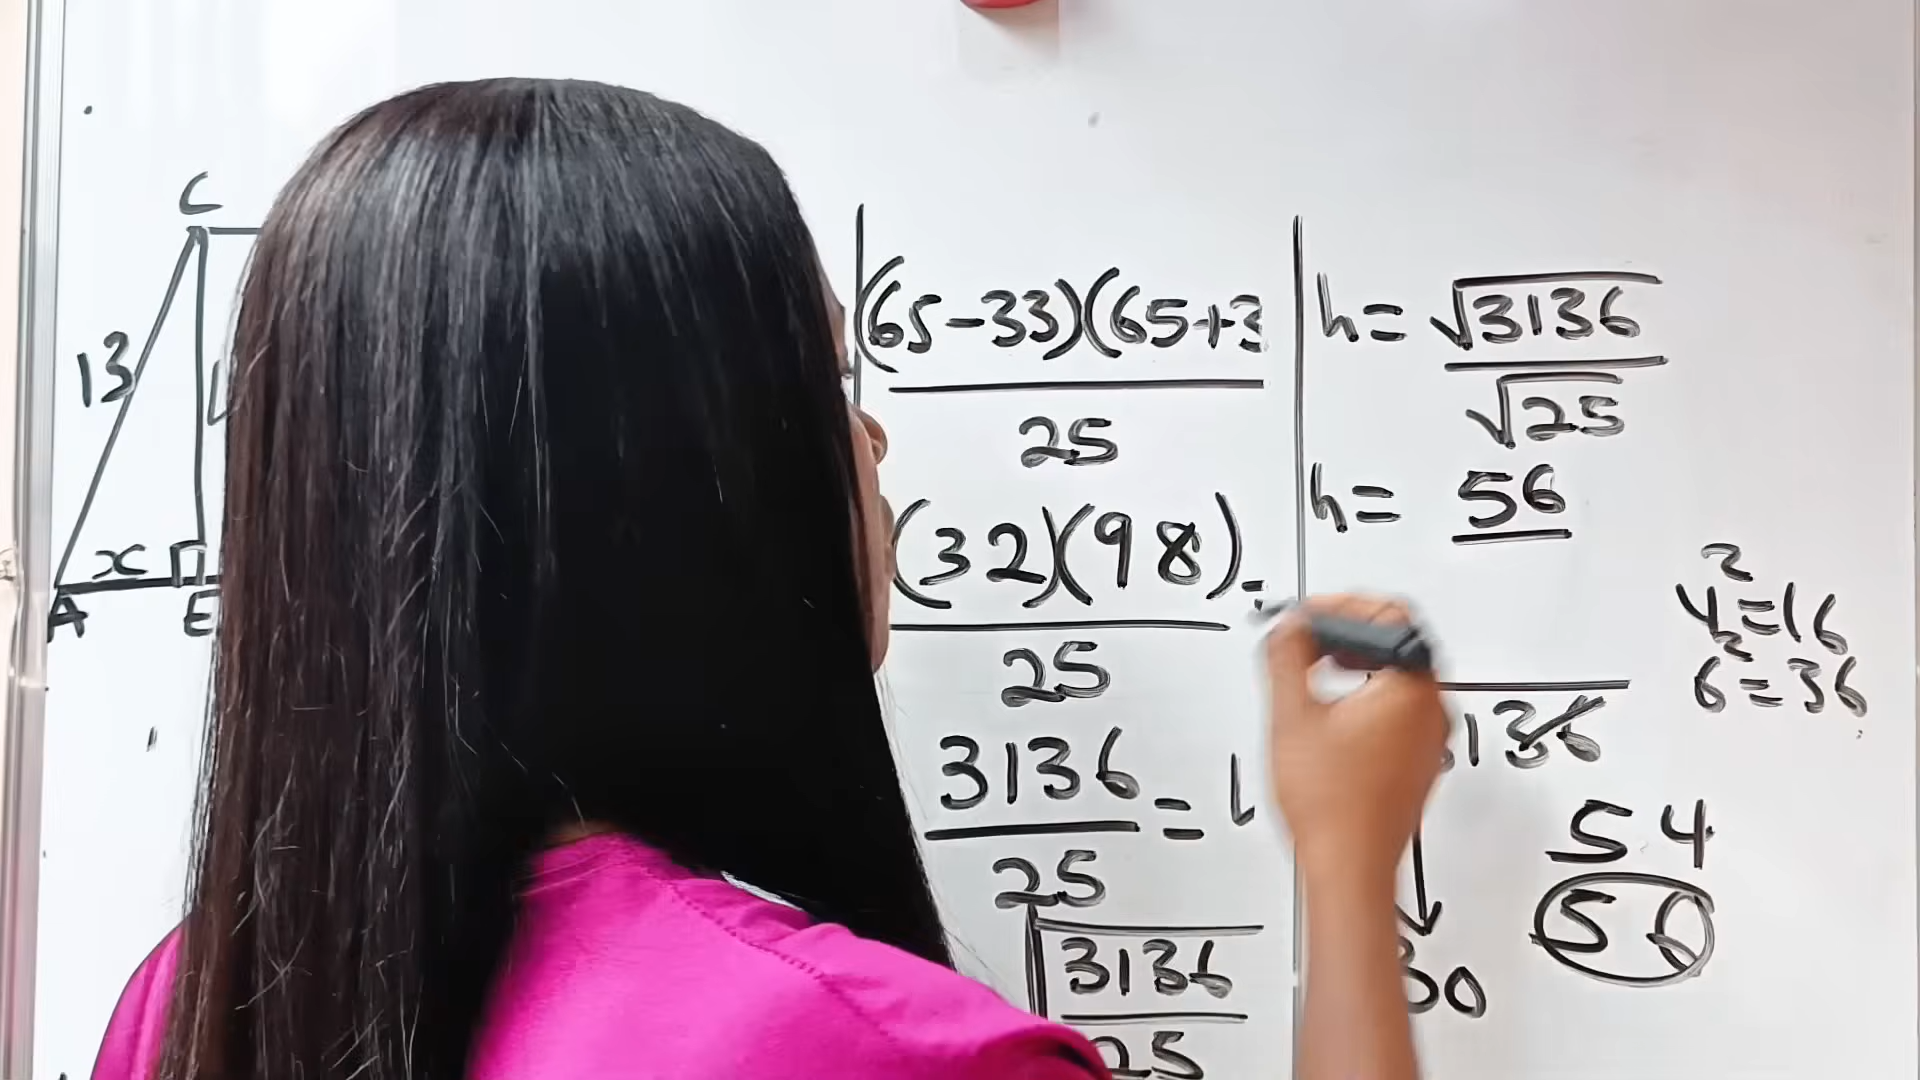 C
13
x
A E
(65-33)(65+3
25
(32)(98)=
25
3136
= h
25
√3136
25
h = √3136
√25
h = 56
4² = 16
6² = 36
136
54
56
30